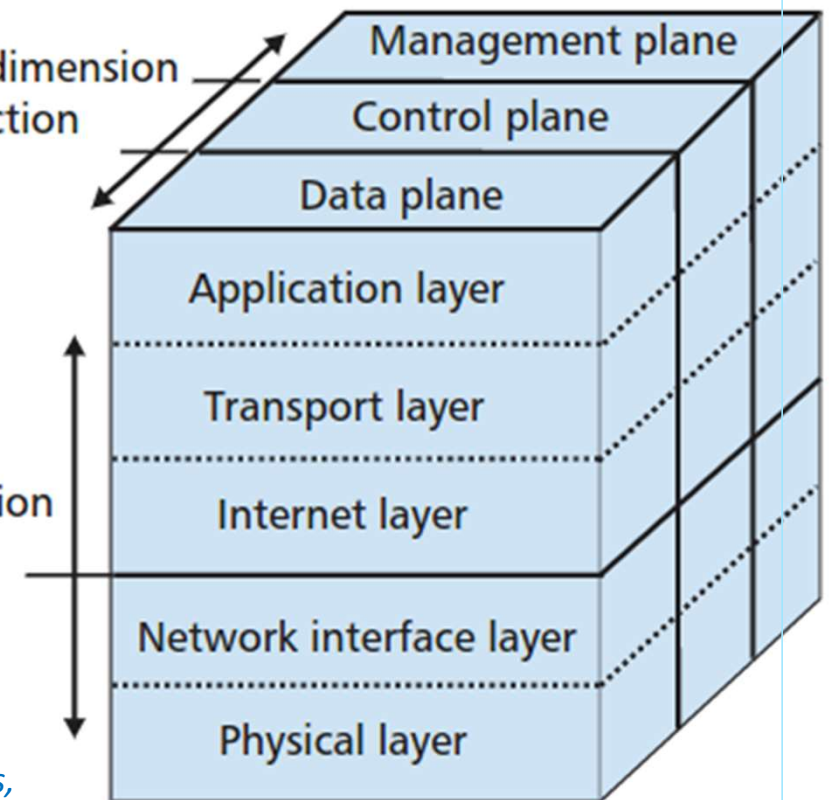 dimension
ction
Management plane
Control plane
Data plane
Application layer
Transport layer
Internet layer
ion
Network interface layer
Physical layer
s,